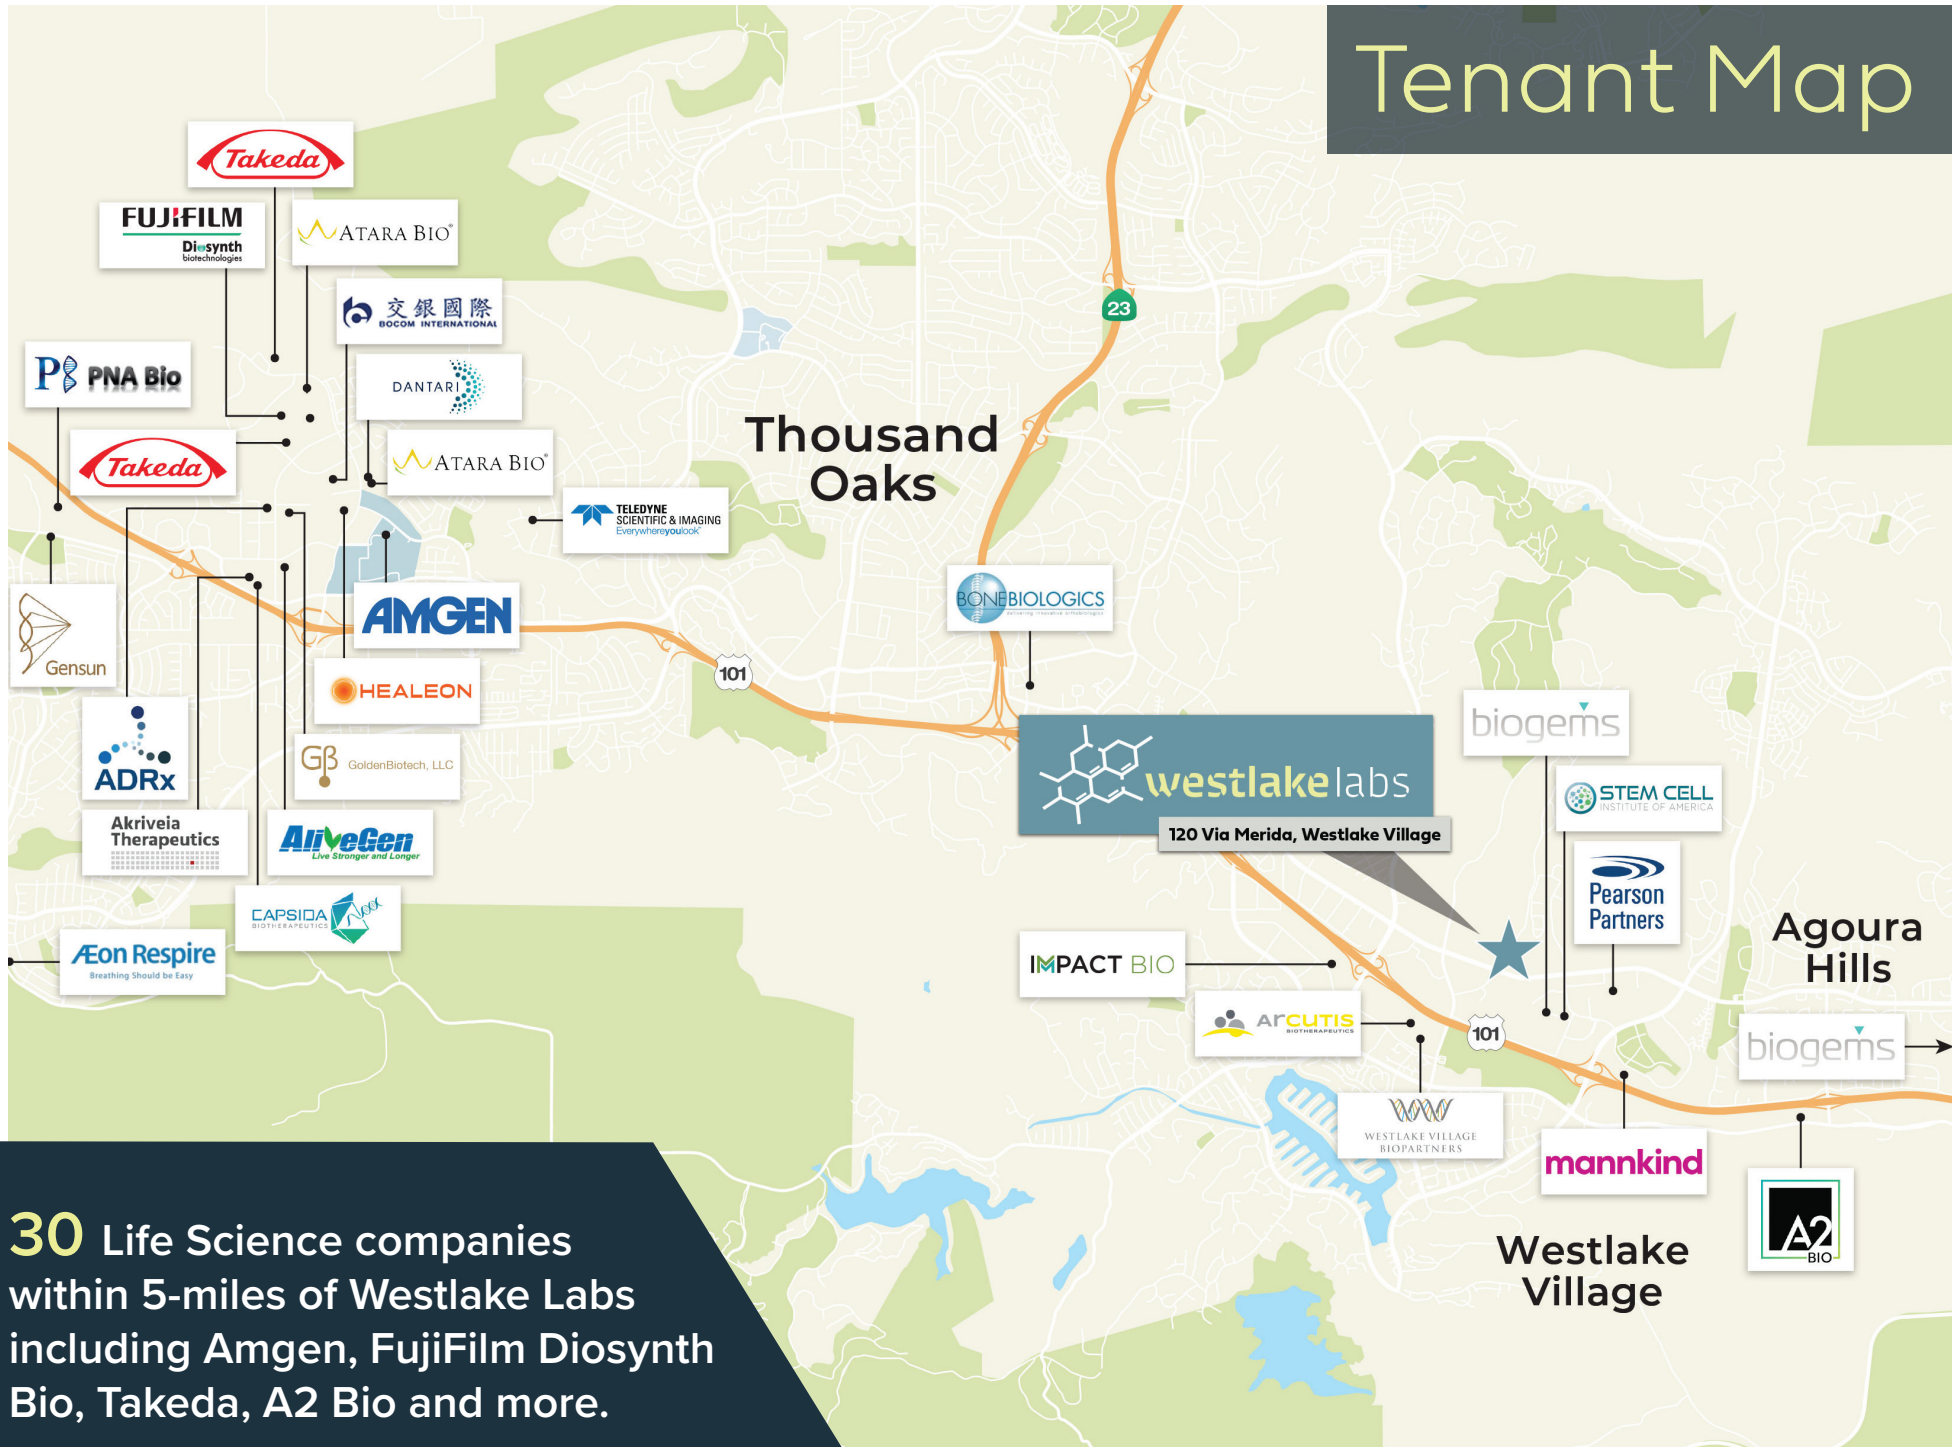 Tenant Map
Takeda
FUJIFILM
Diosynth
biotechnologies
ATARA BIO®
交銀國際
BOCOM INTERNATIONAL
23
PNA Bio
DANTARI
Takeda
ATARA BIO®
Thousand
Oaks
TELEDYNE
SCIENTIFIC & IMAGING
Everywhereyoulook™
BONEBIOLOGICS
AMGEN
Gensun
101
HEALEON
ADRx
Gβ GoldenBiotech, LLC
westlakelabs
120 Via Merida, Westlake Village
biogems
STEM CELL
INSTITUTE OF AMERICA
Akriveia
Therapeutics
AliveGen
Live Stronger and Longer
Pearson
Partners
CAPSIDA
BIOTHERAPEUTICS
ÆEon Respire
Breathing Should be Easy
IMPACT BIO
Agoura
Hills
ARCUTIS
BIOTHERAPEUTICS
101
biogems
WESTLAKE VILLAGE
BIOPARTNERS
mannkind
A2
BIO
Westlake
Village
30 Life Science companies
within 5-miles of Westlake Labs
including Amgen, FujiFilm Diosynth
Bio, Takeda, A2 Bio and more.